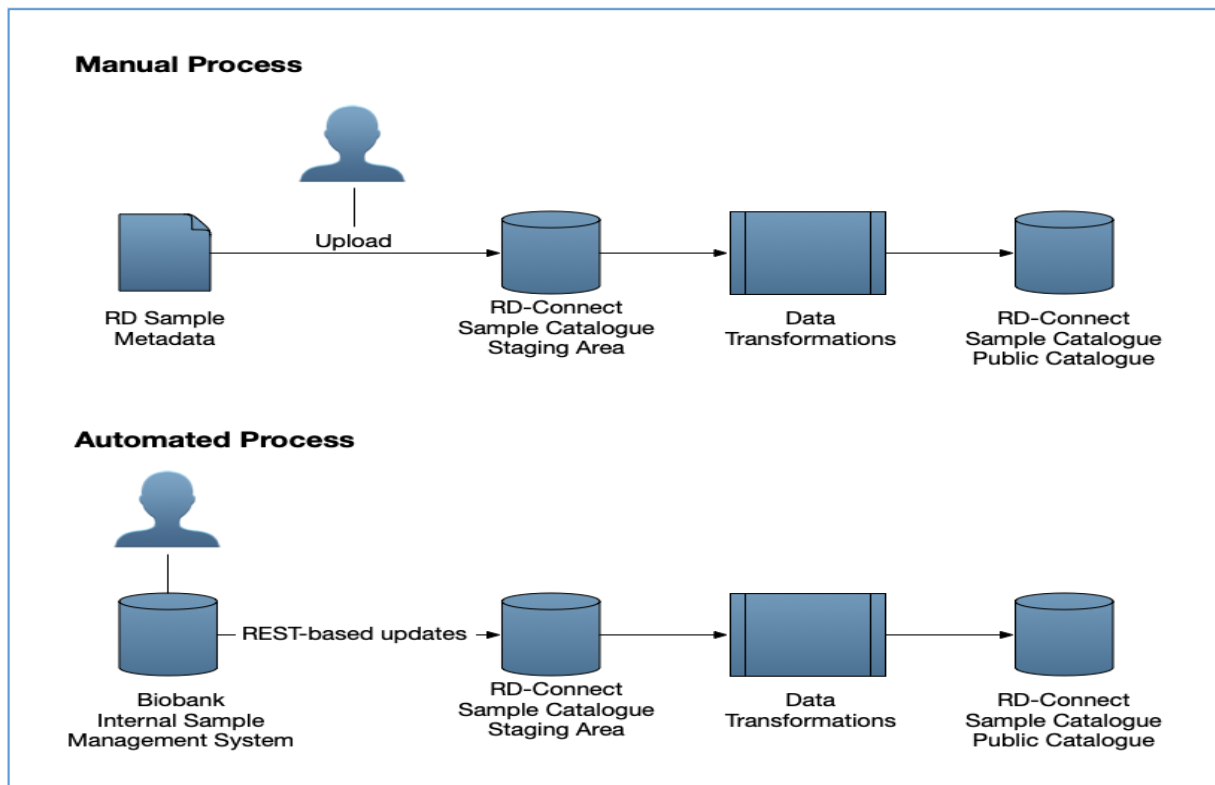 Manual Process
Upload
RD Sample
Metadata
RD-Connect
Sample Catalogue
Staging Area
Data
Transformations
RD-Connect
Sample Catalogue
Public Catalogue
Automated Process
REST-based updates
Biobank
Internal Sample
Management System
RD-Connect
Sample Catalogue
Staging Area
Data
Transformations
RD-Connect
Sample Catalogue
Public Catalogue